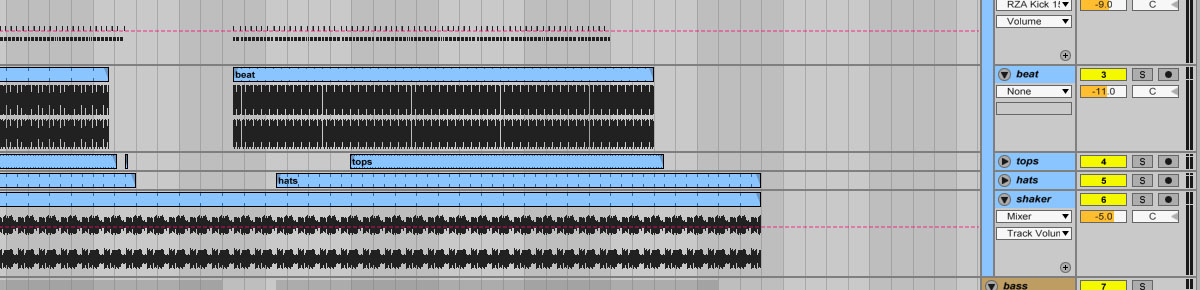 RZA Kick 1! -9.0 C
Volume
beat beat 3 S
None -11.0 C
tops tops 4 S
hats hats 5 S
shaker 6 S
Mixer -5.0 C
Track Volun
bass 7 S